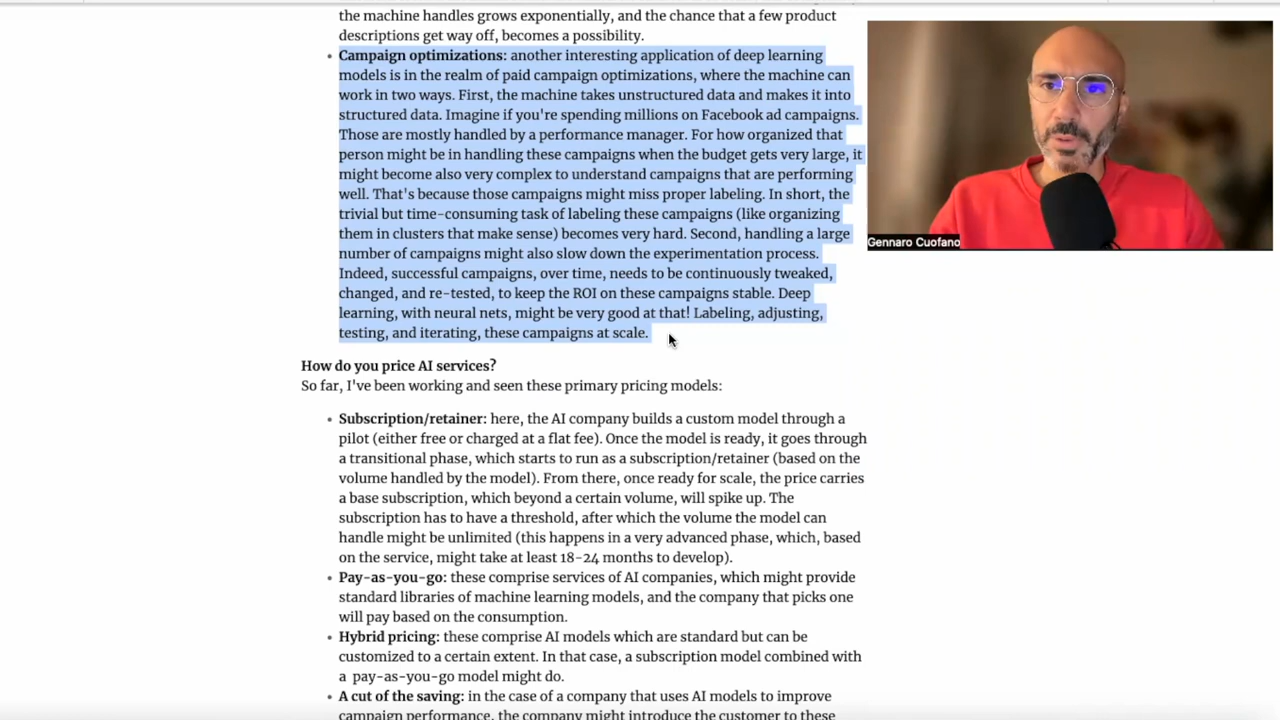 the machine handles grows exponentially, and the chance that a few product
descriptions get way off, becomes a possibility.
• Campaign optimizations: another interesting application of deep learning
models is in the realm of paid campaign optimizations, where the machine can
work in two ways. First, the machine takes unstructured data and makes it into
structured data. Imagine if you're spending millions on Facebook ad campaigns.
Those are mostly handled by a performance manager. For how organized that
person might be in handling these campaigns when the budget gets very large, it
might become also very complex to understand campaigns that are performing
well. That's because those campaigns might miss proper labeling. In short, the
trivial but time-consuming task of labeling these campaigns (like organizing
them in clusters that make sense) becomes very hard. Second, handling a large
number of campaigns might also slow down the experimentation process.
Indeed, successful campaigns, over time, needs to be continuously tweaked,
changed, and re-tested, to keep the ROI on these campaigns stable. Deep
learning, with neural nets, might be very good at that! Labeling, adjusting,
testing, and iterating, these campaigns at scale.
How do you price AI services?
So far, I've been working and seen these primary pricing models:
• Subscription/retainer: here, the AI company builds a custom model through a
pilot (either free or charged at a flat fee). Once the model is ready, it goes through
a transitional phase, which starts to run as a subscription/retainer (based on the
volume handled by the model). From there, once ready for scale, the price carries
a base subscription, which beyond a certain volume, will spike up. The
subscription has to have a threshold, after which the volume the model can
handle might be unlimited (this happens in a very advanced phase, which, based
on the service, might take at least 18-24 months to develop).
• Pay-as-you-go: these comprise services of AI companies, which might provide
standard libraries of machine learning models, and the company that picks one
will pay based on the consumption.
• Hybrid pricing: these comprise AI models which are standard but can be
customized to a certain extent. In that case, a subscription model combined with
a pay-as-you-go model might do.
• A cut of the saving: in the case of a company that uses AI models to improve
campaign performance, the company might introduce the customer to these
Gennaro Cuofano